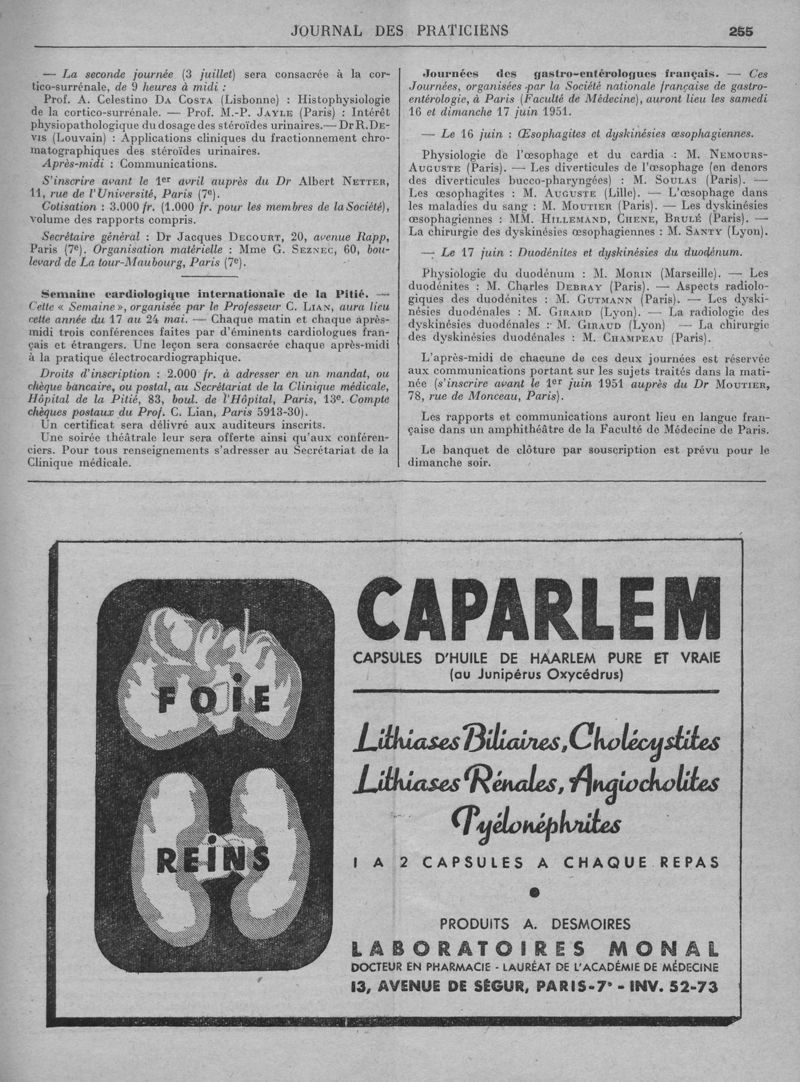 JOURNAL DES PRATICIENS
255
— La seconde journée (3 juillet) sera consacrée à la cor-
tico-surrénale, de 9 heures à midi :
Prof. A. Celestino DA COSTA (Lisbonne) : Histophysiologie
de la cortico-surrénale. — Prof. M.-P. JAYLE (Paris) : Intérêt
physiopathologique du dosage des stéroïdes urinaires.— Dr R. DE-
VIS (Louvain) : Applications cliniques du fractionnement chro-
matographiques des stéroïdes urinaires.
Après-midi : Communications.
S'inscrire avant le 1er avril auprès du Dr Albert NETTER,
11, rue de l'Université, Paris (7e).
Cotisation : 3.000 fr. (1.000 fr. pour les membres de la Société),
volume des rapports compris.
Secrétaire général : Dr Jacques DECOURT, 20, avenue Rapp,
Paris (7e). Organisation matérielle : Mme G. SEZNEC, 60, bou-
levard de La tour-Maubourg, Paris (7e).
Semaine cardiologique internationale de la Pitié. —
Cette « Semaine », organisée par le Professeur C. LIAN, aura lieu
cette année du 17 au 24 mai. — Chaque matin et chaque après-
midi trois conférences faites par d'éminents cardiologues fran-
çais et étrangers. Une leçon sera consacrée chaque après-midi
à la pratique électrocardiographique.
Droits d'inscription : 2.000 fr. à adresser en un mandat, ou
chèque bancaire, ou postal, au Secrétariat de la Clinique médicale,
Hôpital de la Pitié, 83, boul. de l'Hôpital, Paris, 13e. Compte
chèques postaux du Prof. C. Lian, Paris 5913-30).
Un certificat sera délivré aux auditeurs inscrits.
Une soirée théâtrale leur sera offerte ainsi qu'aux conféren-
ciers. Pour tous renseignements s'adresser au Secrétariat de la
Clinique médicale.
Journées des gastro-entérologues français. — Ces
Journées, organisées par la Société nationale française de gastro-
entérologie, à Paris (Faculté de Médecine), auront lieu les samedi
16 et dimanche 17 juin 1951.
— Le 16 juin : Œsophagites et dyskinésies œsophagiennes.
Physiologie de l'œsophage et du cardia : M. NEMOURS-
AUGUSTE (Paris). — Les diverticules de l'œsophage (en denors
des diverticules bucco-pharyngées) : M. SOULAS (Paris). —
Les œsophagites : M. AUGUSTE (Lille). — L'œsophage dans
les maladies du sang : M. MOUTIER (Paris). — Les dyskinésies
œsophagiennes : MM. HILLEMAND, CHENE, BRULÉ (Paris). —
La chirurgie des dyskinésies œsophagiennes : M. SANTY (Lyon).
— Le 17 juin : Duodénites et dyskinésies du duodénum.
Physiologie du duodénum : M. MORIN (Marseille). — Les
duodénites : M. Charles DEBRAY (Paris). — Aspects radiolo-
giques des duodénites : M. GUTMANN (Paris). — Les dyski-
nésies duodénales : M. GIRARD (Lyon). — La radiologie des
dyskinésies duodénales : M. GIRAUD (Lyon) — La chirurgie
des dyskinésies duodénales : M. CHAMPEAU (Paris).
L'après-midi de chacune de ces deux journées est réservée
aux communications portant sur les sujets traités dans la mati-
née (s'inscrire avant le 1er juin 1951 auprès du Dr MOUTIER,
78, rue de Monceau, Paris).
Les rapports et communications auront lieu en langue fran-
çaise dans un amphithéâtre de la Faculté de Médecine de Paris.
Le banquet de clôture par souscription est prévu pour le
dimanche soir.
FOiE
REiNS
CAPARLEM
CAPSULES D'HUILE DE HAARLEM PURE ET VRAIE
(au Junipérus Oxycédrus)
Lithiases Biliaires, Cholécystites
Lithiases Rénales, Angiocholites
Pyélonéphrites
1 A 2 CAPSULES A CHAQUE REPAS
PRODUITS A. DESMOIRES
LABORATOIRES MONAL
DOCTEUR EN PHARMACIE - LAURÉAT DE L'ACADÉMIE DE MÉDECINE
13, AVENUE DE SÉGUR, PARIS-7e - INV. 52-73